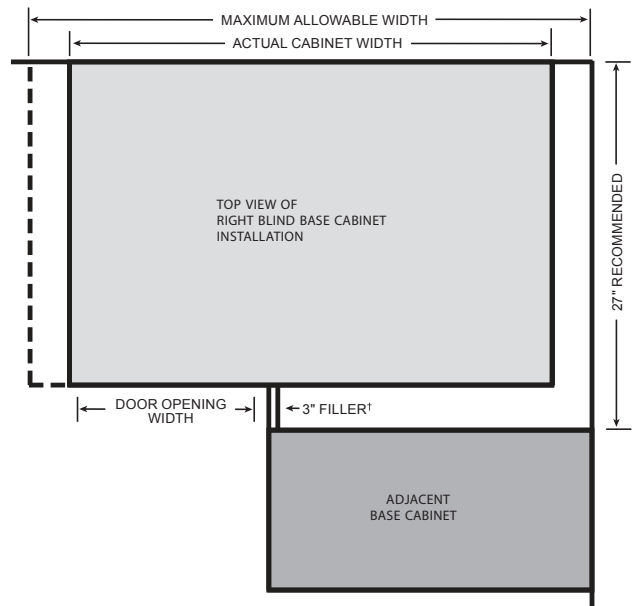 MAXIMUM ALLOWABLE WIDTH
ACTUAL CABINET WIDTH
TOP VIEW OF
RIGHT BLIND BASE CABINET
INSTALLATION
27" RECOMMENDED
DOOR OPENING
WIDTH
3" FILLER†
ADJACENT
BASE CABINET